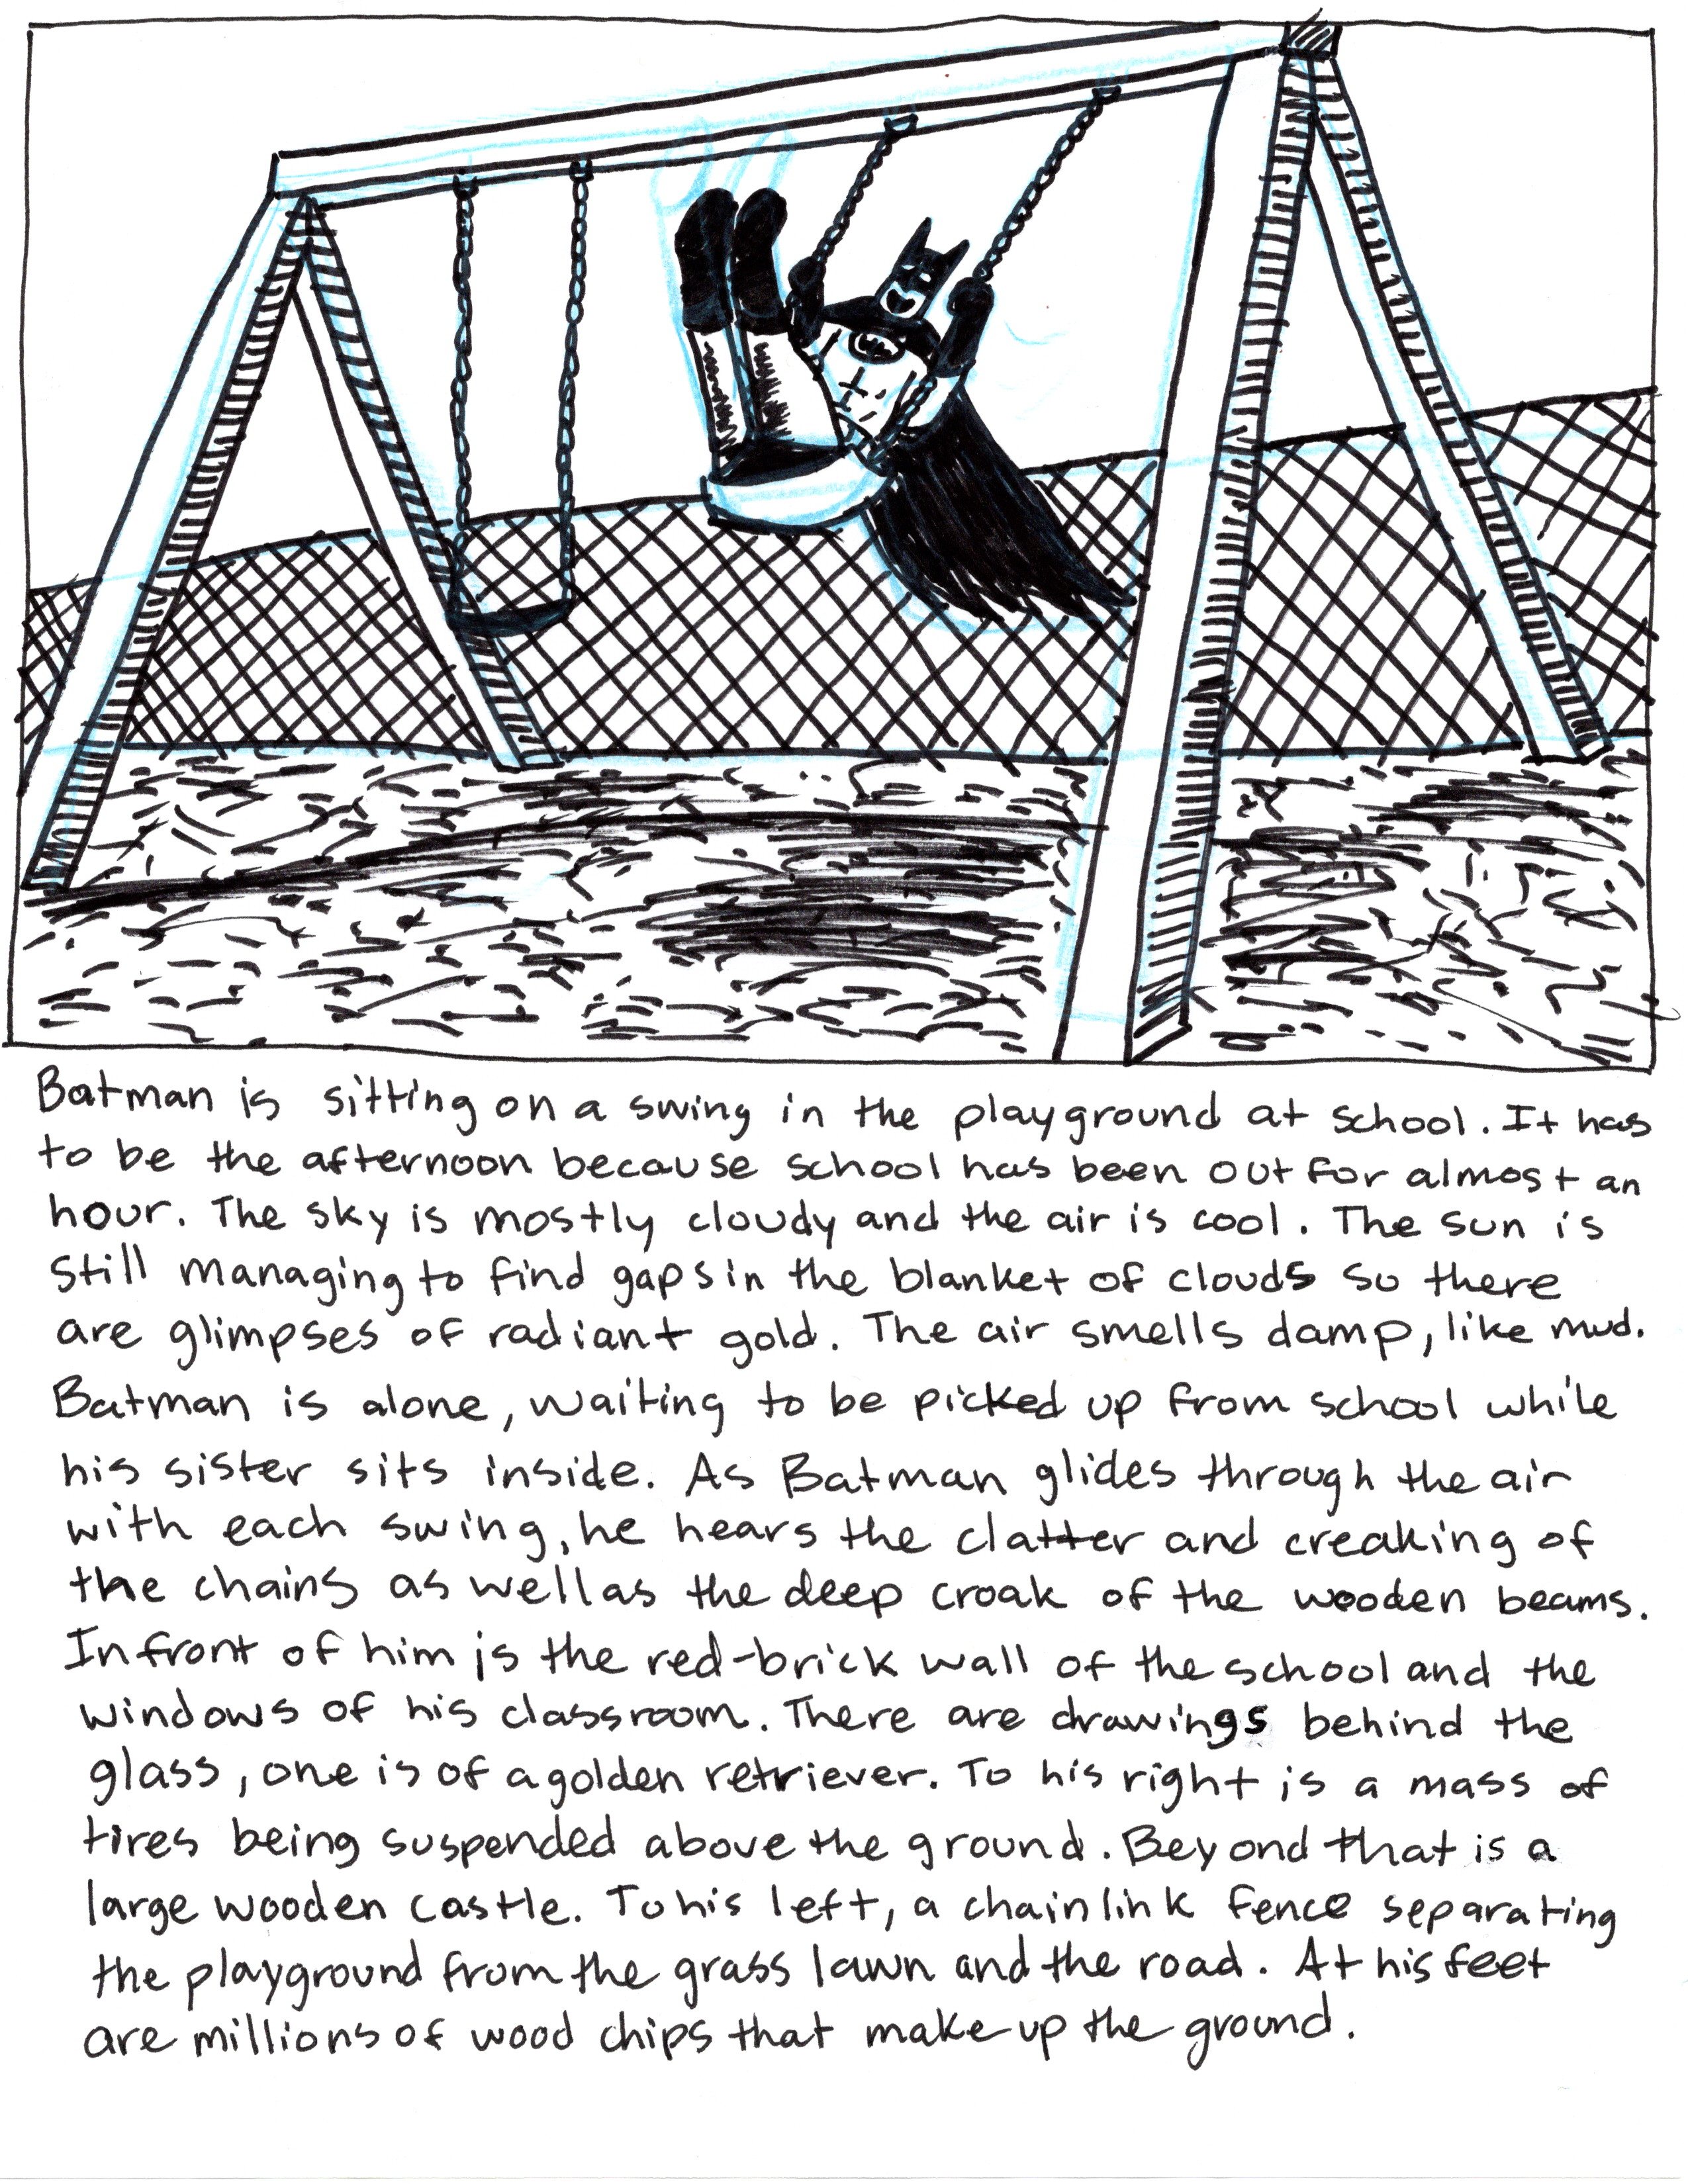 Batman is sitting on a swing in the playground at school. It has
to be the afternoon because school has been out for almost an
hour. The sky is mostly cloudy and the air is cool. The sun is
still managing to find gaps in the blanket of clouds so there
are glimpses of radiant gold. The air smells damp, like mud.
Batman is alone, waiting to be picked up from school while
his sister sits inside. As Batman glides through the air
with each swing, he hears the clatter and creaking of
the chains as well as the deep croak of the wooden beams.
In front of him is the red-brick wall of the school and the
windows of his classroom. There are drawings behind the
glass, one is of a golden retriever. To his right is a mass of
tires being suspended above the ground. Beyond that is a
large wooden castle. To his left, a chain link fence separating
the playground from the grass lawn and the road. At his feet
are millions of wood chips that make up the ground.